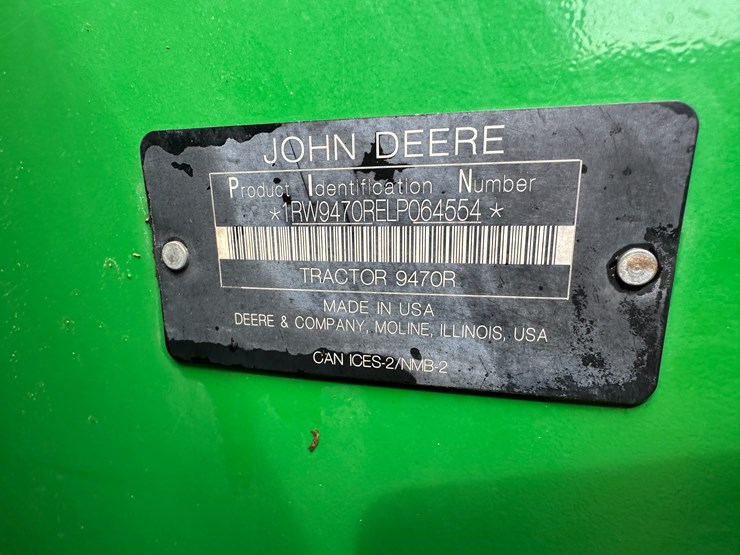 JOHN DEERE
Product Identification Number
*1RW9470RELP064554*
TRACTOR 9470R
MADE IN USA
DEERE & COMPANY, MOLINE, ILLINOIS, USA
CAN ICES-2/NMB-2